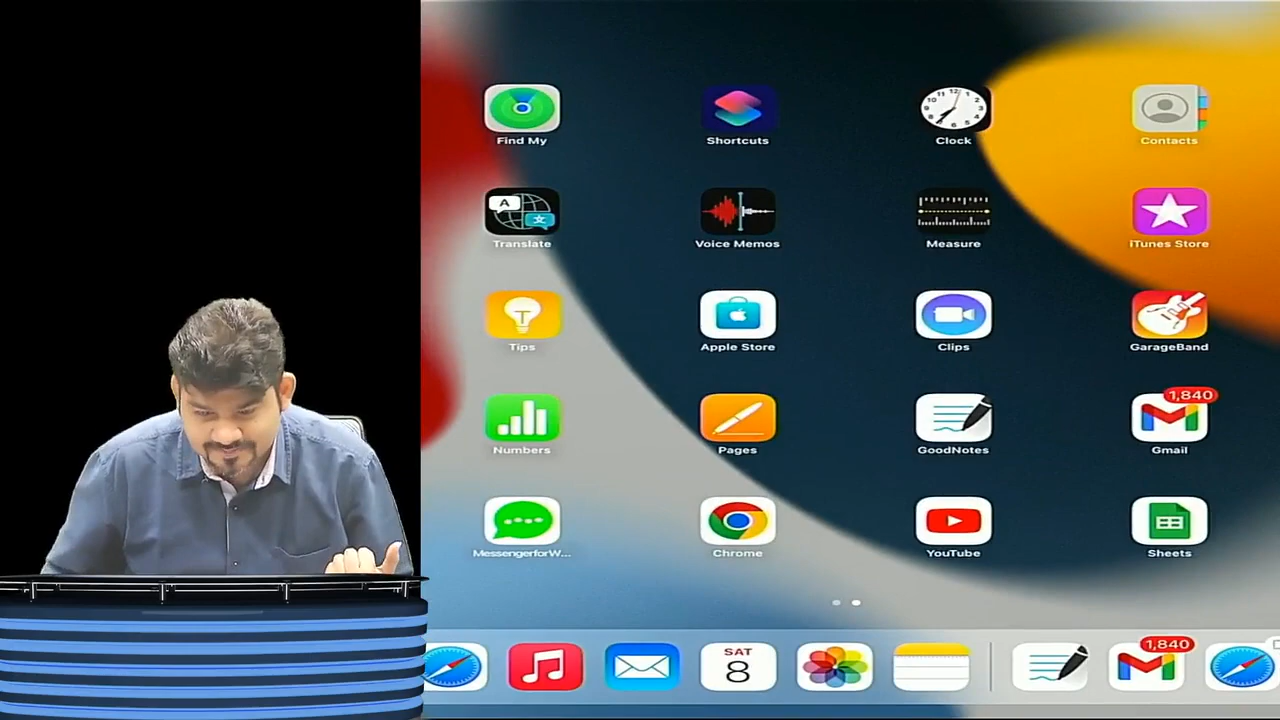 Find My
Shortcuts
Clock
Contacts
A
文
Translate
Voice Memos
Measure
iTunes Store
T
Tips
Apple Store
Clips
GarageBand
1,840
Numbers
Pages
GoodNotes
Gmail
MessengerforW...
Chrome
YouTube
Sheets
SAT
8
1,840